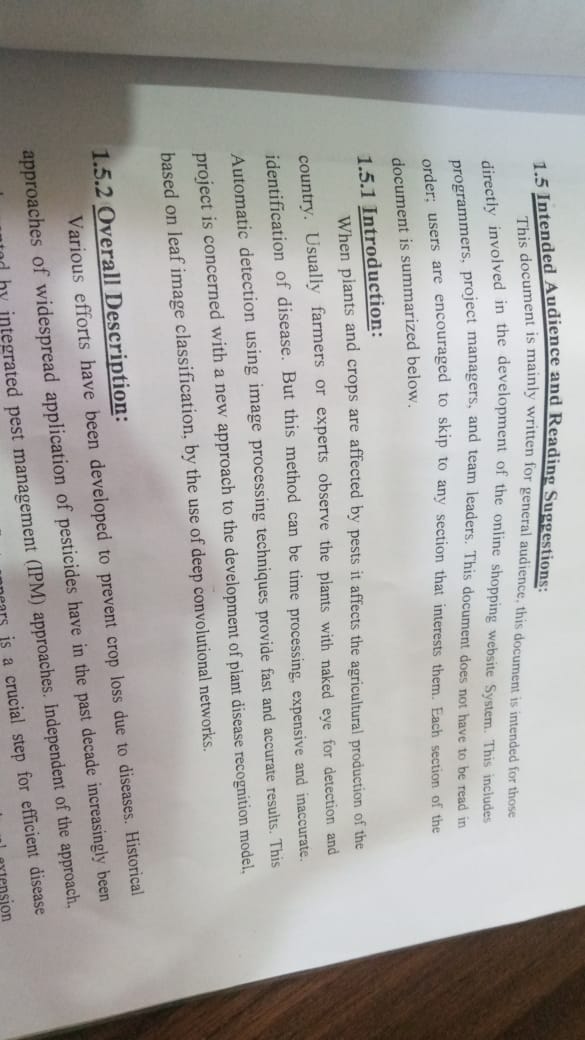 1.5 Intended Audience and Reading Suggestions:
This document is mainly written for general audience, this document is intended for those
directly involved in the development of the online shopping website System. This includes
programmers, project managers, and team leaders. This document does not have to be read in
order; users are encouraged to skip to any section that interests them. Each section of the
document is summarized below.
1.5.1 Introduction:
When plants and crops are affected by pests it affects the agricultural production of the
country. Usually farmers or experts observe the plants with naked eye for detection and
identification of disease. But this method can be time processing, expensive and inaccurate.
Automatic detection using image processing techniques provide fast and accurate results. This
project is concerned with a new approach to the development of plant disease recognition model,
based on leaf image classification, by the use of deep convolutional networks.
1.5.2 Overall Description:
Various efforts have been developed to prevent crop loss due to diseases. Historical
approaches of widespread application of pesticides have in the past decade increasingly been
by integrated pest management (IPM) approaches. Independent of the approach,
is a crucial step for efficient disease
extension